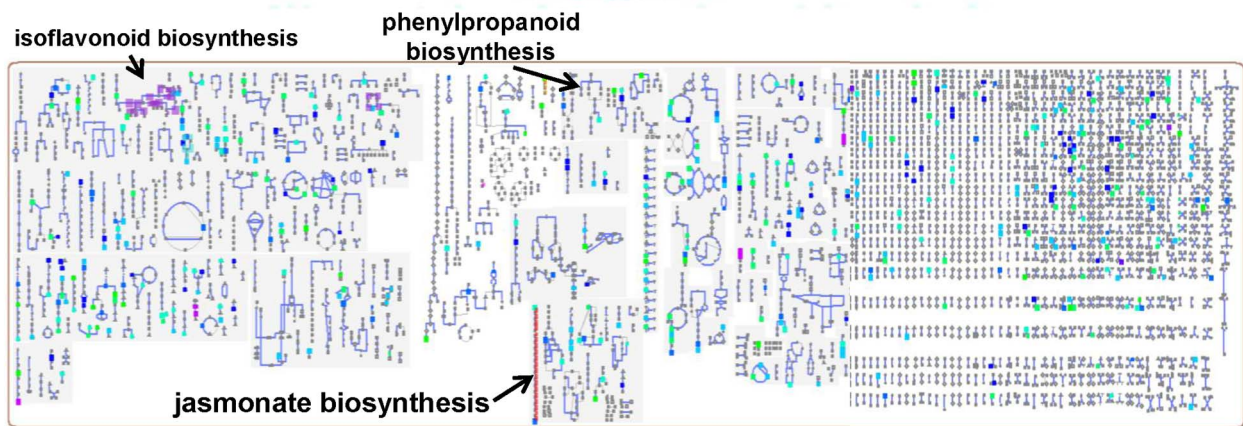 isoflavonoid biosynthesis
phenylpropanoid
biosynthesis
jasmonate biosynthesis